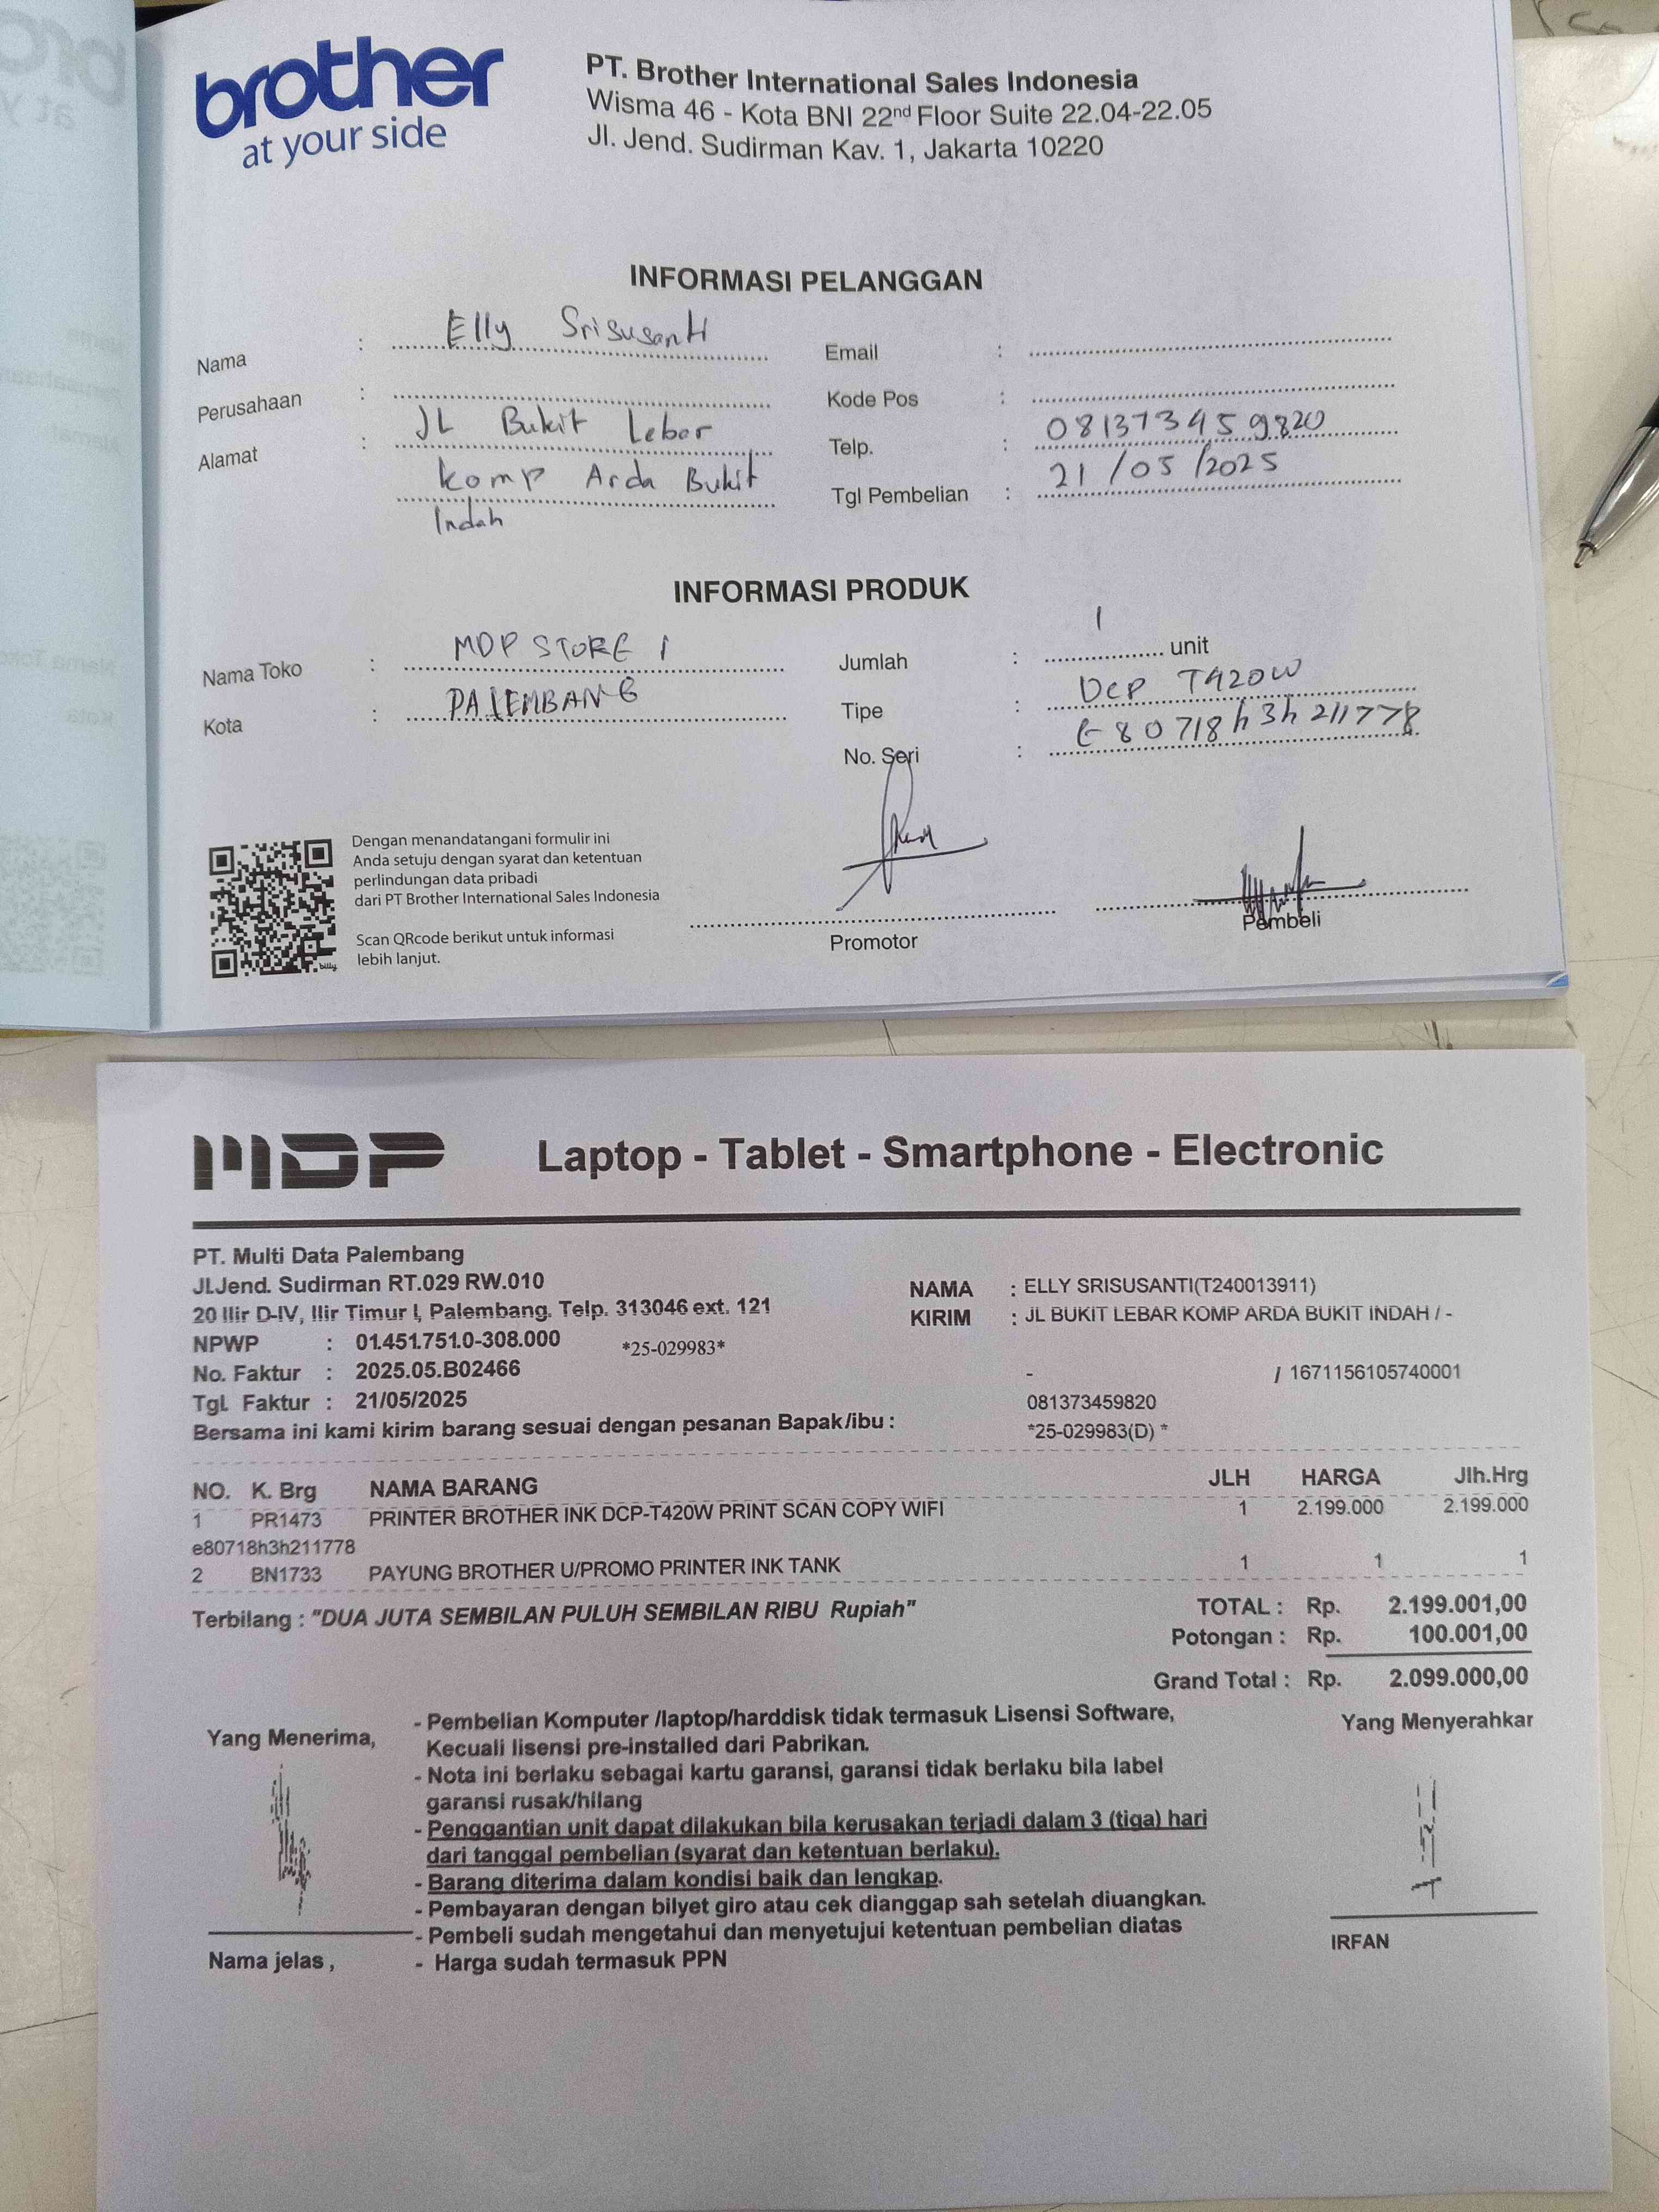 brother
at your side
PT. Brother International Sales Indonesia
Wisma 46 - Kota BNI 22nd Floor Suite 22.04-22.05
Jl. Jend. Sudirman Kav. 1, Jakarta 10220
INFORMASI PELANGGAN
Nama : Elly Srisusanti
Perusahaan :
Alamat : JL Bukit Lebar
komp Arda Bukit
Indah
Email :
Kode Pos :
Telp. : 081373459820
Tgl Pembelian : 21/05/2025
INFORMASI PRODUK
Nama Toko : MDP STORE 1
Kota : PALEMBANG
Jumlah : 1 unit
Tipe : DCP T420W
No. Seri : E80718h3h211778
Dengan menandatangani formulir ini
Anda setuju dengan syarat dan ketentuan
perlindungan data pribadi
dari PT Brother International Sales Indonesia
Scan QRcode berikut untuk informasi
lebih lanjut.
billy
Promotor
Pembeli
MDP Laptop - Tablet - Smartphone - Electronic
PT. Multi Data Palembang
Jl.Jend. Sudirman RT.029 RW.010
20 Ilir D-IV, Ilir Timur I, Palembang. Telp. 313046 ext. 121
NPWP : 01.451.751.0-308.000 *25-029983*
No. Faktur : 2025.05.B02466
Tgl. Faktur : 21/05/2025
Bersama ini kami kirim barang sesuai dengan pesanan Bapak/ibu :
NAMA : ELLY SRISUSANTI(T240013911)
KIRIM : JL BUKIT LEBAR KOMP ARDA BUKIT INDAH / -
- / 1671156105740001
081373459820
*25-029983(D) *
NO. K. Brg NAMA BARANG JLH HARGA Jlh.Hrg
1 PR1473 PRINTER BROTHER INK DCP-T420W PRINT SCAN COPY WIFI 1 2.199.000 2.199.000
e80718h3h211778
2 BN1733 PAYUNG BROTHER U/PROMO PRINTER INK TANK 1 1 1
Terbilang : "DUA JUTA SEMBILAN PULUH SEMBILAN RIBU Rupiah"
TOTAL : Rp. 2.199.001,00
Potongan : Rp. 100.001,00
Grand Total : Rp. 2.099.000,00
Yang Menerima,
- Pembelian Komputer /laptop/harddisk tidak termasuk Lisensi Software,
Kecuali lisensi pre-installed dari Pabrikan.
- Nota ini berlaku sebagai kartu garansi, garansi tidak berlaku bila label
garansi rusak/hilang
- Penggantian unit dapat dilakukan bila kerusakan terjadi dalam 3 (tiga) hari
dari tanggal pembelian (syarat dan ketentuan berlaku).
- Barang diterima dalam kondisi baik dan lengkap.
- Pembayaran dengan bilyet giro atau cek dianggap sah setelah diuangkan.
- Pembeli sudah mengetahui dan menyetujui ketentuan pembelian diatas
- Harga sudah termasuk PPN
Nama jelas ,
Yang Menyerahkar
IRFAN